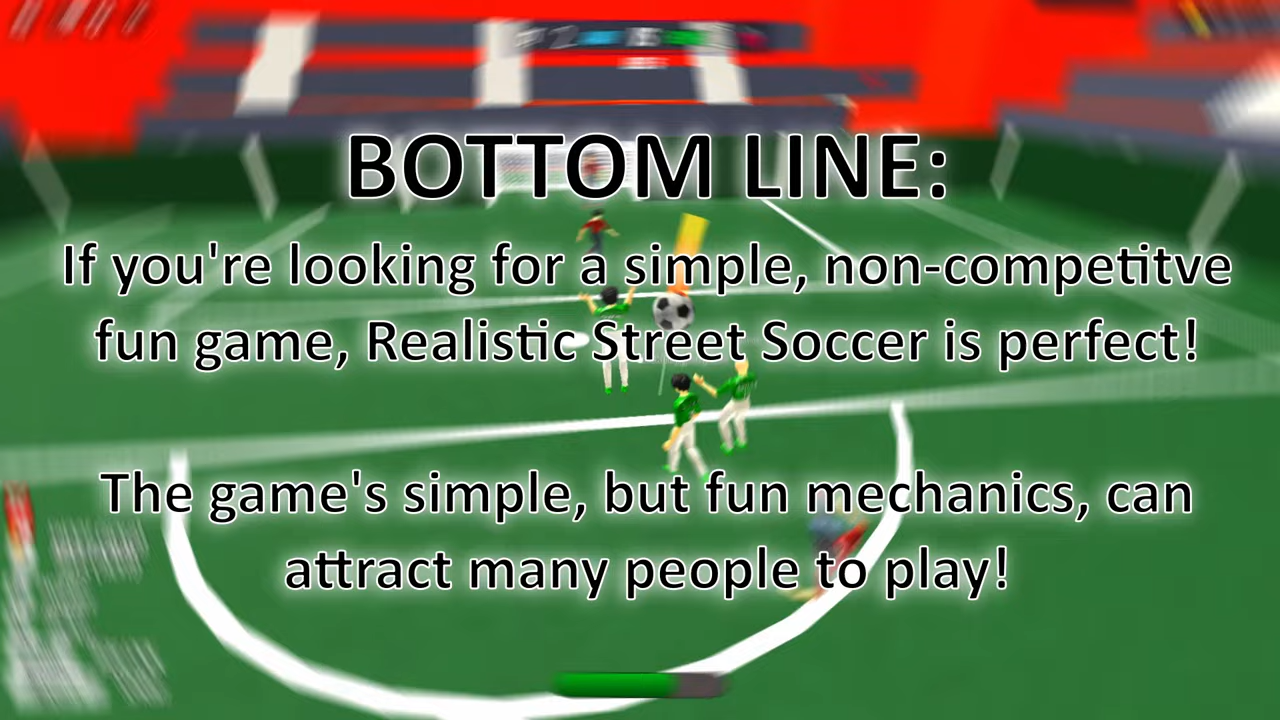 BOTTOM LINE:
If you're looking for a simple, non-competitve
fun game, Realistic Street Soccer is perfect!
The game's simple, but fun mechanics, can
attract many people to play!